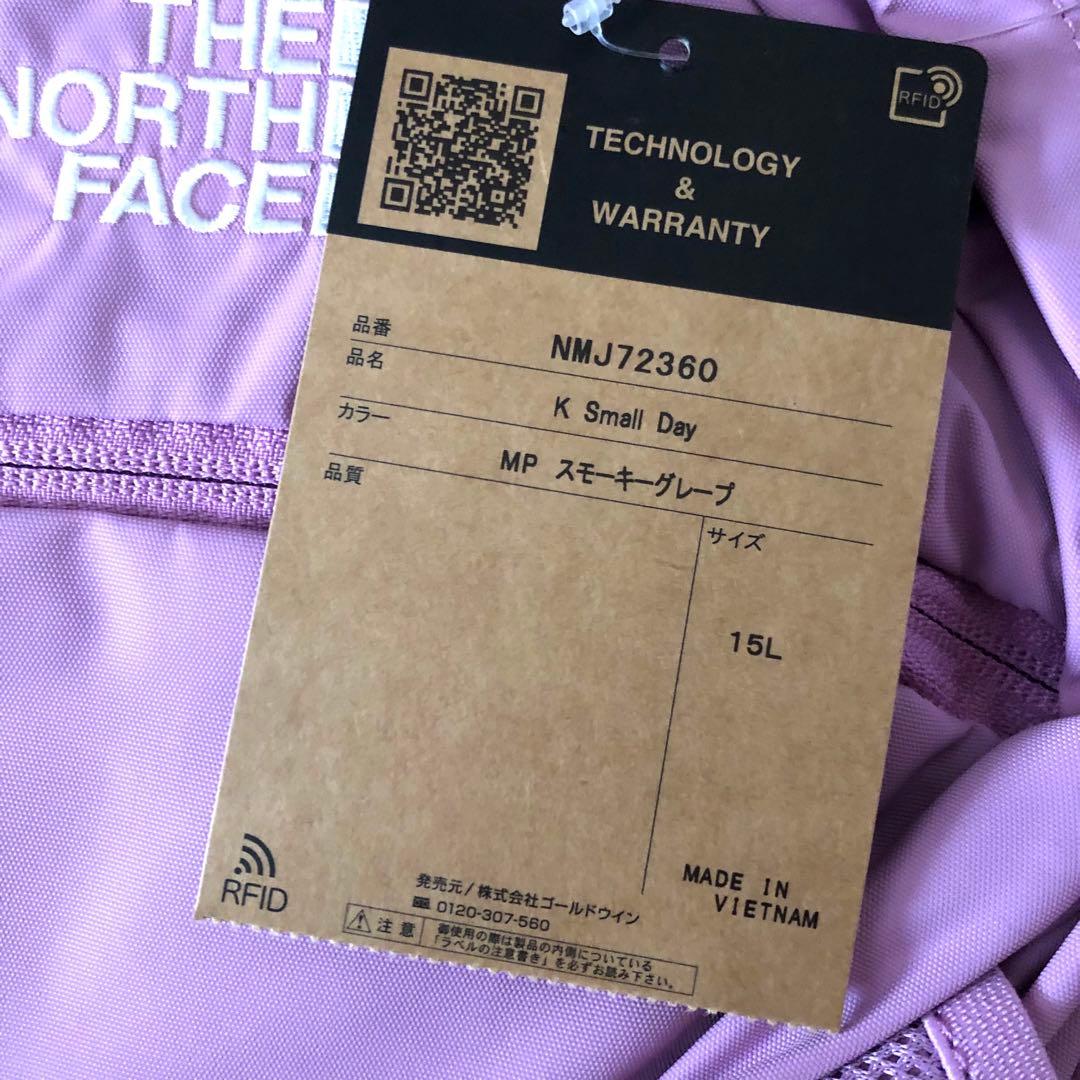 THE
NORTH
FACE
RFID
TECHNOLOGY
&
WARRANTY
品番
NMJ72360
品名
K Small Day
カラー
MP スモーキーグレープ
品質
サイズ
15L
MADE IN
VIETNAM
RFID
発売元/株式会社ゴールドウイン
0120-307-560
注意
御使用の際は製品の内側についている
「ラベルの注意書き」を必ずお読み下さい。